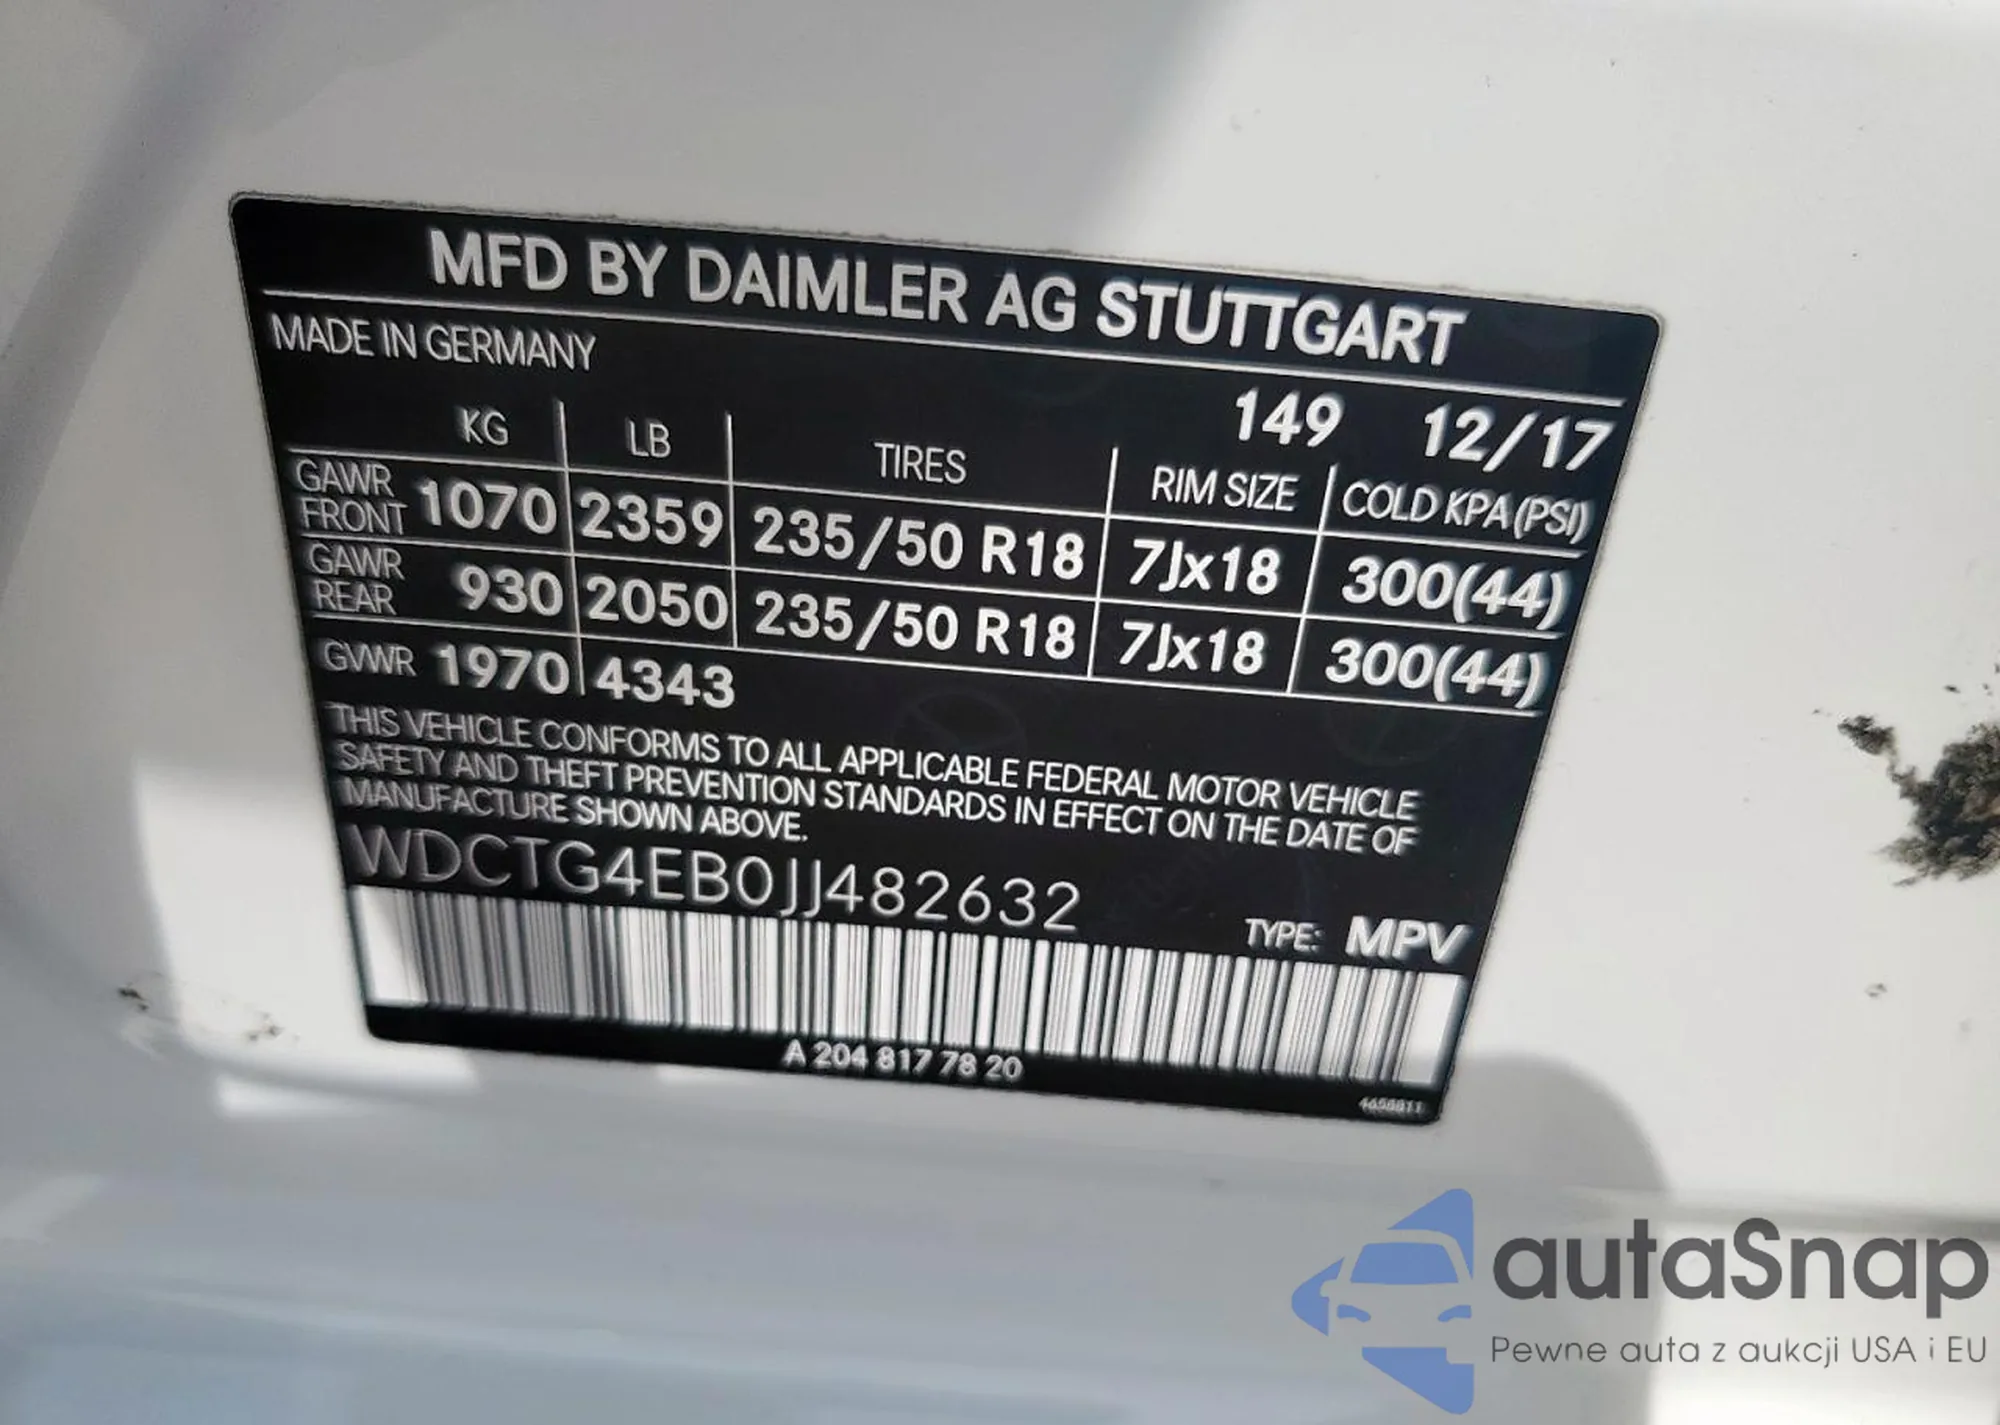 MFD BY DAIMLER AG STUTTGART
MADE IN GERMANY
149 12/17
KG LB TIRES RIM SIZE COLD KPA(PSI)
GAWR FRONT 1070 2359 235/50 R18 7Jx18 300(44)
GAWR REAR 930 2050 235/50 R18 7Jx18 300(44)
GVWR 1970 4343
THIS VEHICLE CONFORMS TO ALL APPLICABLE FEDERAL MOTOR VEHICLE
SAFETY AND THEFT PREVENTION STANDARDS IN EFFECT ON THE DATE OF
MANUFACTURE SHOWN ABOVE.
WDCTG4EB0JJ482632
TYPE: MPV
A 204 817 78 20
autaSnap
Pewne auta z aukcji USA i EU